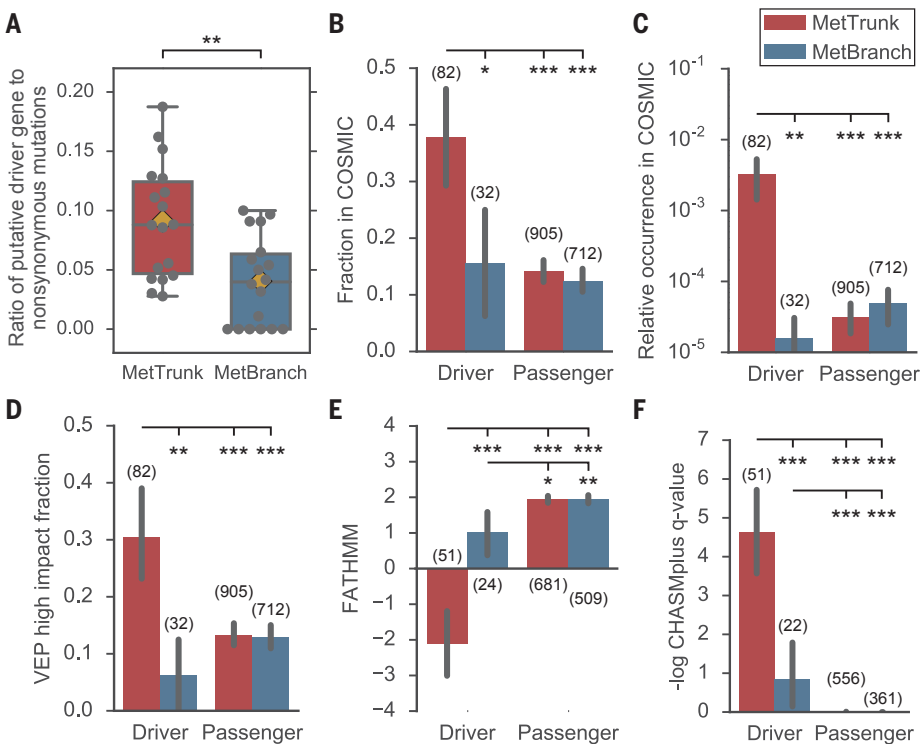 A
**
Ratio of putative driver gene to
nonsynonymous mutations
0.20
0.15
0.10
0.05
0.00
MetTrunk MetBranch
B
Fraction in COSMIC
0.5
0.4
0.3
0.2
0.1
0.0
* *** ***
(82)
(32)
(905)
(712)
Driver Passenger
C
MetTrunk
MetBranch
Relative occurrence in COSMIC
10-1
10-2
10-3
10-4
10-5
** *** ***
(82)
(32)
(905)
(712)
Driver Passenger
D
VEP high impact fraction
0.5
0.4
0.3
0.2
0.1
0.0
** *** ***
(82)
(32)
(905)
(712)
Driver Passenger
E
FATHMM
4
3
2
1
0
−1
−2
−3
−4
*** *** ***
* **
(51)
(24)
(681)
(509)
Driver Passenger
F
-log CHASMplus q-value
7
6
5
4
3
2
1
0
*** *** ***
*** ***
(51)
(22)
(556)
(361)
Driver Passenger